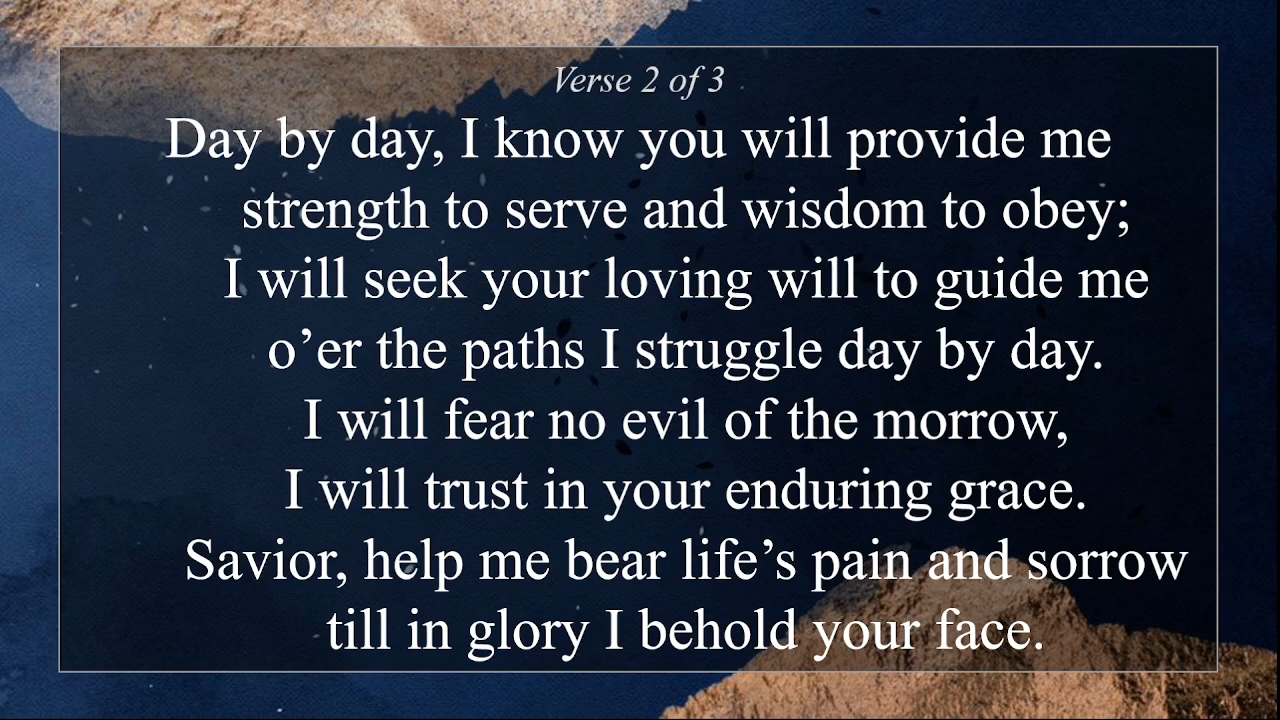 Verse 2 of 3
Day by day, I know you will provide me
strength to serve and wisdom to obey;
I will seek your loving will to guide me
o’er the paths I struggle day by day.
I will fear no evil of the morrow,
I will trust in your enduring grace.
Savior, help me bear life’s pain and sorrow
till in glory I behold your face.